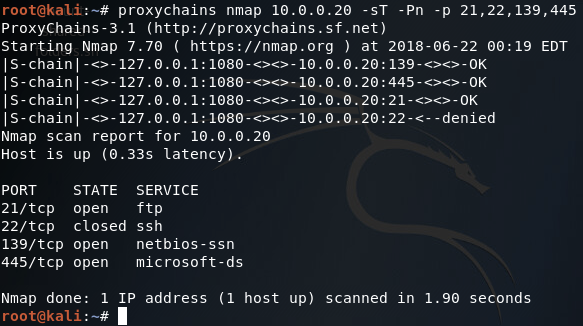 root@kali:~# proxychains nmap 10.0.0.20 -sT -Pn -p 21,22,139,445
ProxyChains-3.1 (http://proxychains.sf.net)
Starting Nmap 7.70 ( https://nmap.org ) at 2018-06-22 00:19 EDT
|S-chain|-<>-127.0.0.1:1080-<><>-10.0.0.20:139-<><>-OK
|S-chain|-<>-127.0.0.1:1080-<><>-10.0.0.20:445-<><>-OK
|S-chain|-<>-127.0.0.1:1080-<><>-10.0.0.20:21-<><>-OK
|S-chain|-<>-127.0.0.1:1080-<><>-10.0.0.20:22-<--denied
Nmap scan report for 10.0.0.20
Host is up (0.33s latency).
PORT    STATE  SERVICE
21/tcp  open   ftp
22/tcp  closed ssh
139/tcp open   netbios-ssn
445/tcp open   microsoft-ds
Nmap done: 1 IP address (1 host up) scanned in 1.90 seconds
root@kali:~#